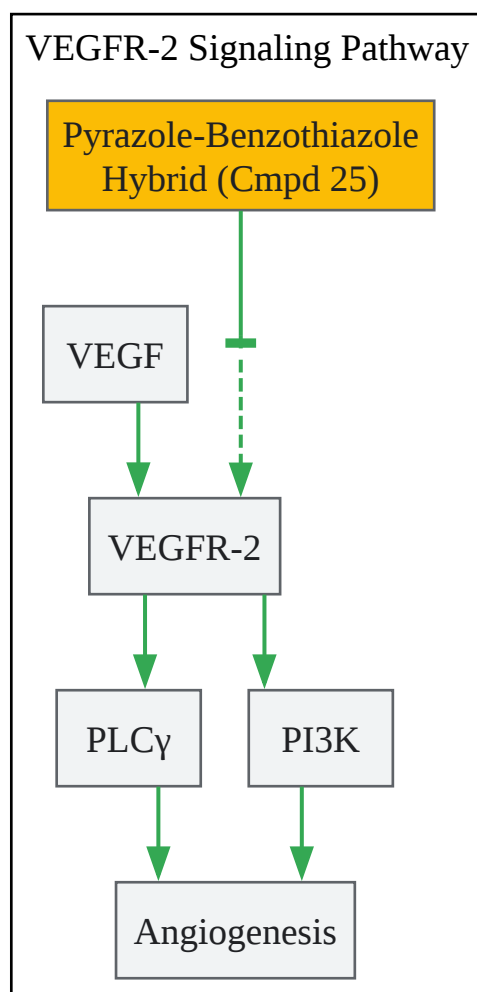 VEGFR-2 Signaling Pathway
Pyrazole-Benzothiazole
Hybrid (Cmpd 25)
VEGF
VEGFR-2
PLCγ
PI3K
Angiogenesis